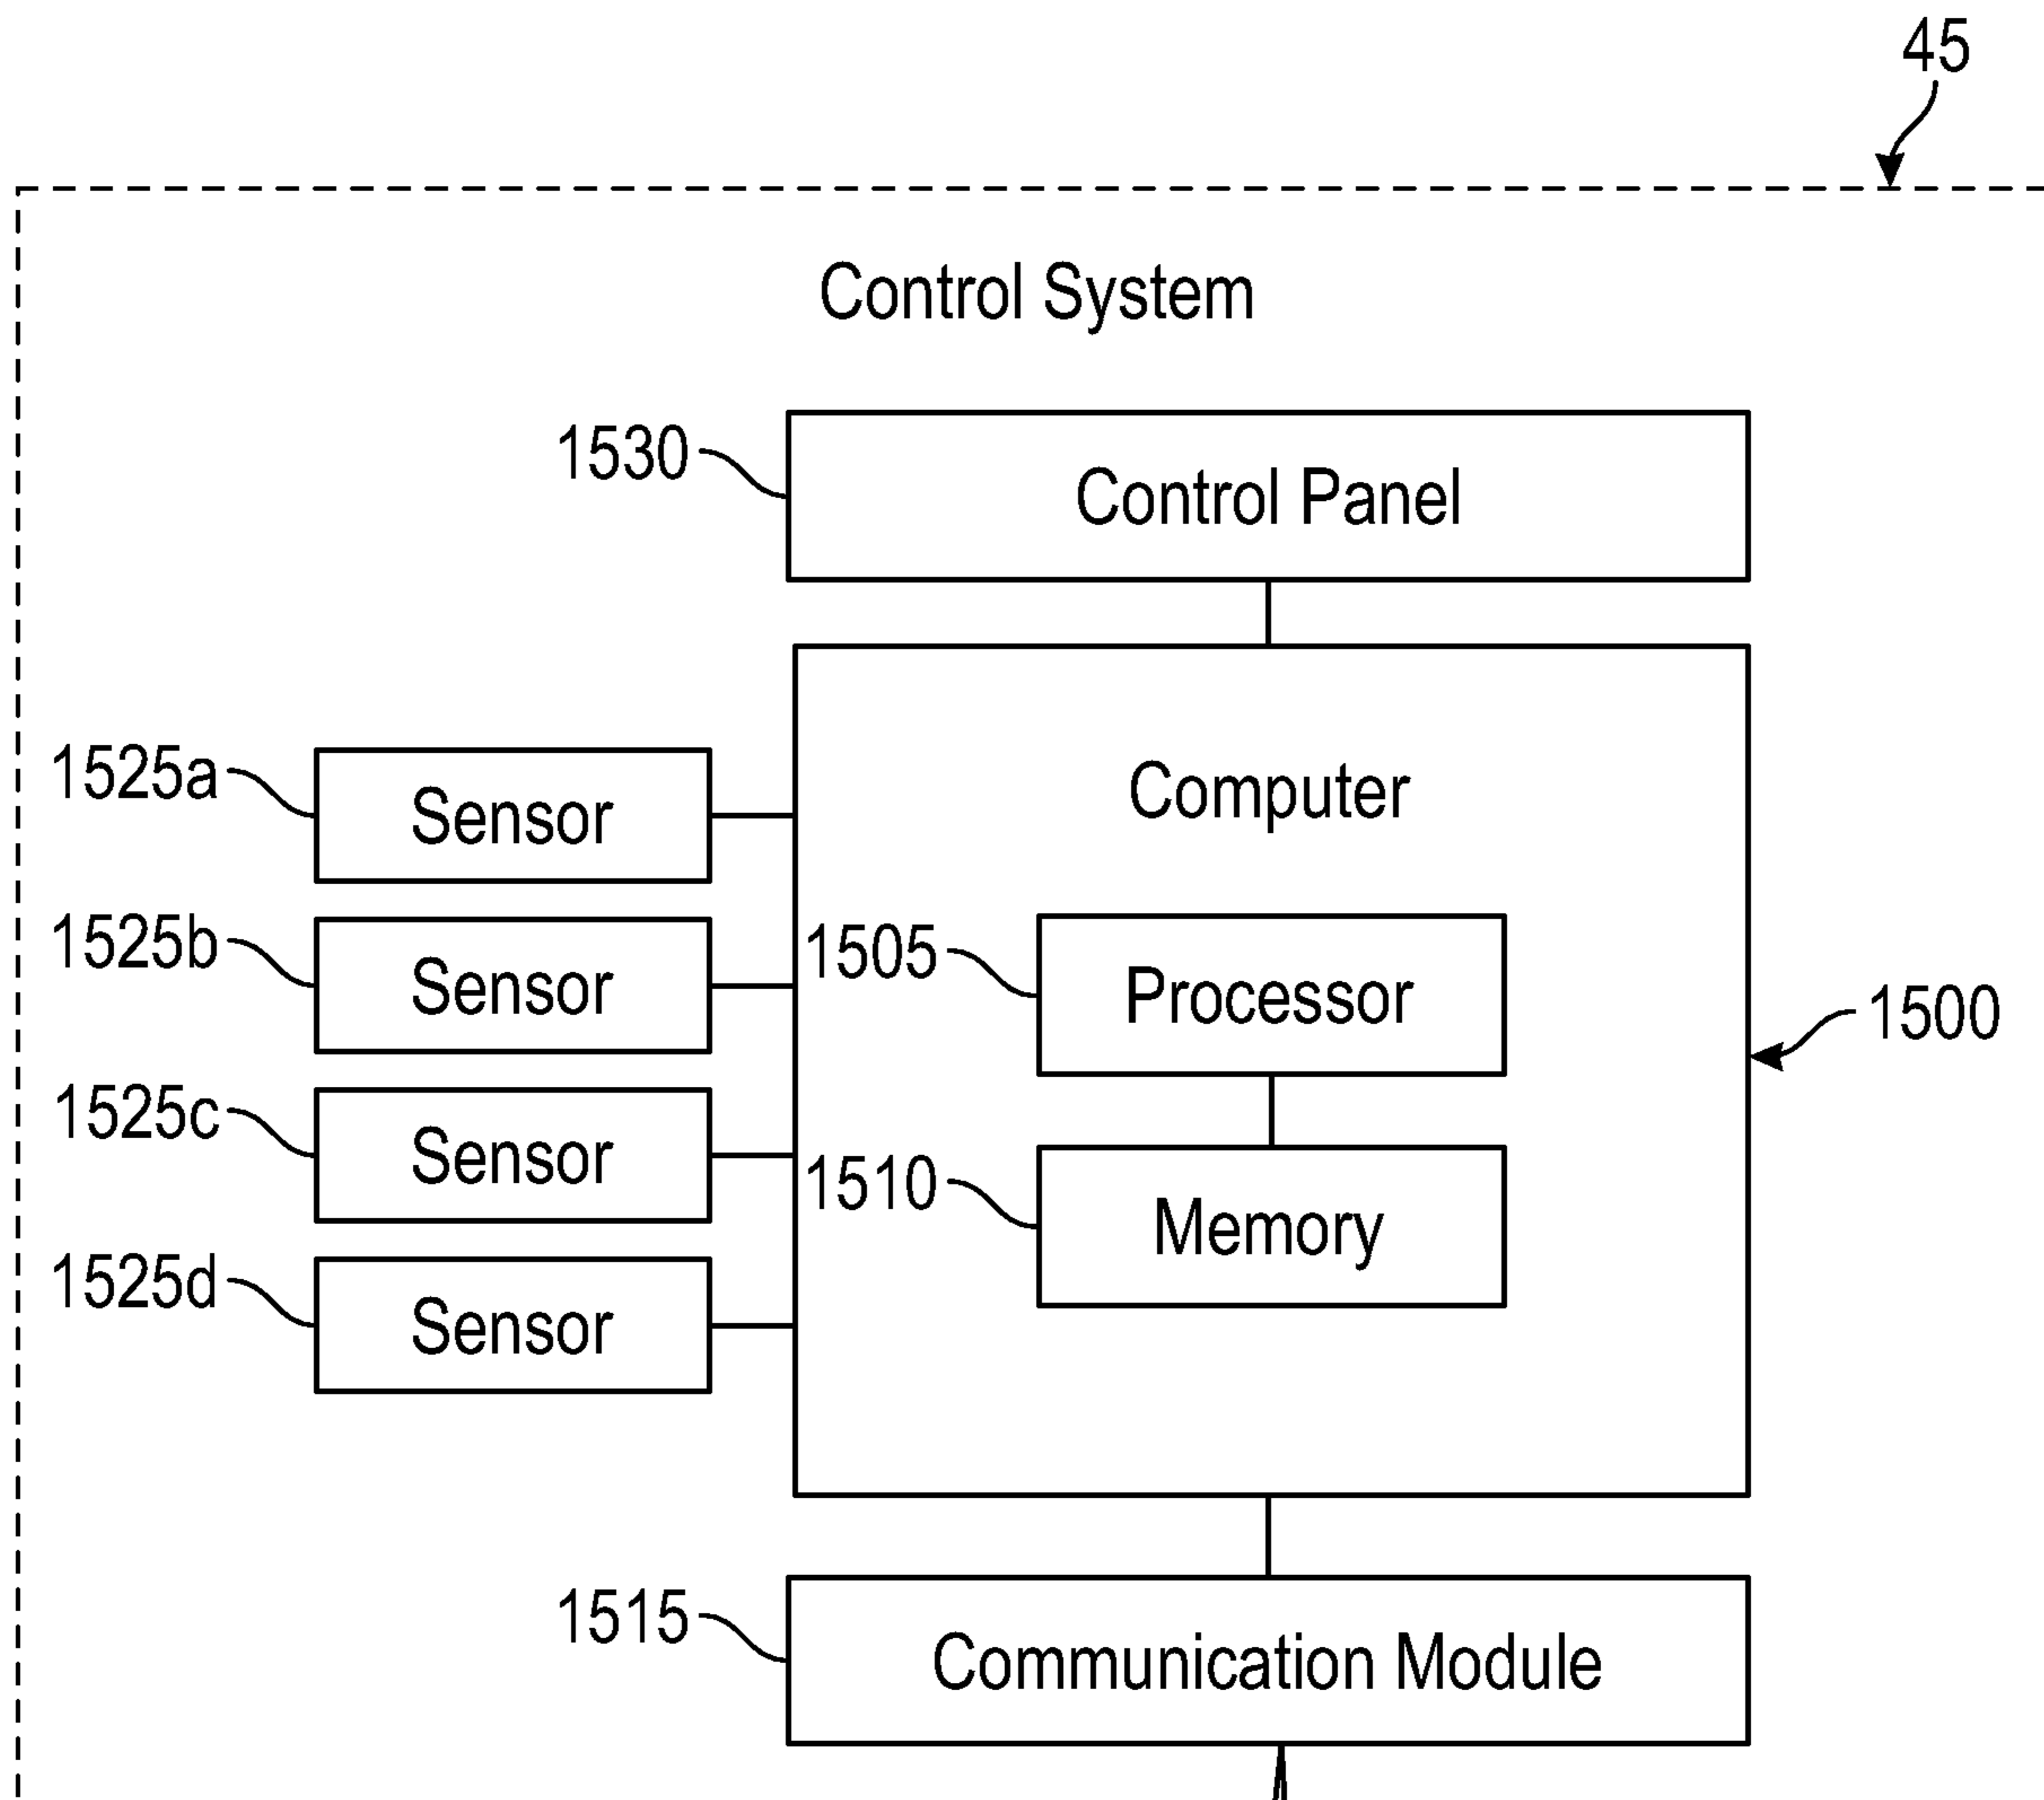 45
Control System
1530
Control Panel
1525a
Sensor
Computer
1525b
Sensor
1505
Processor
1500
1525c
Sensor
1510
Memory
1525d
Sensor
1515
Communication Module